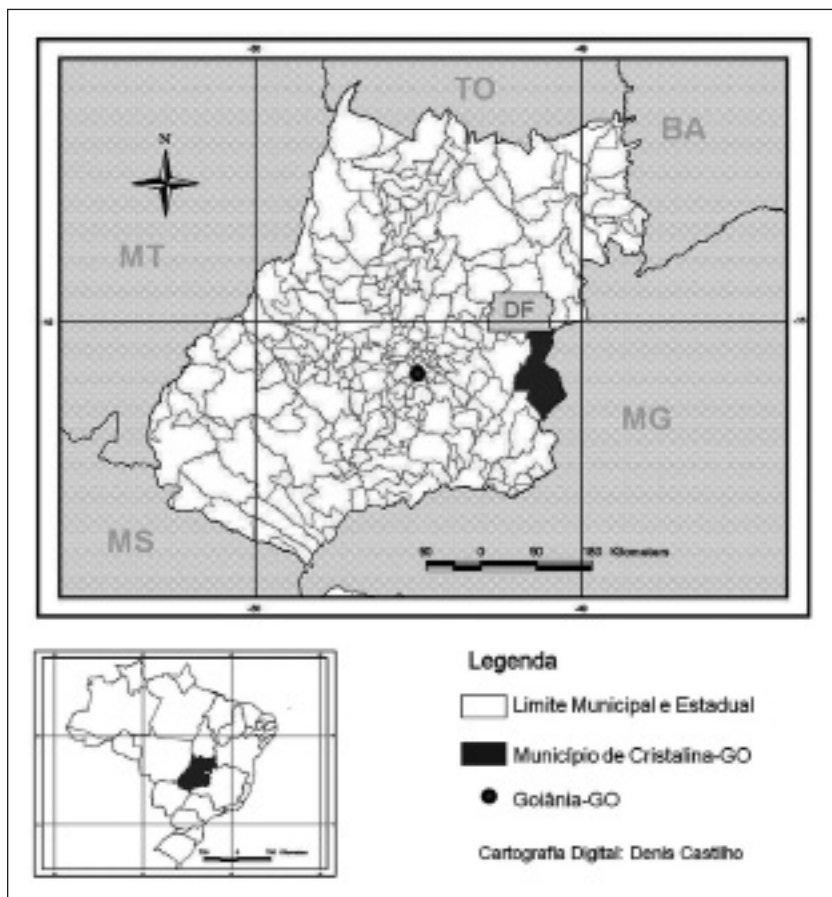 TO
BA
N
MT
DF
MG
MS
Kilometers
Legenda
Limite Municipal e Estadual
Município de Cristalina-GO
Goiânia-GO
Cartografia Digital: Denis Castilho